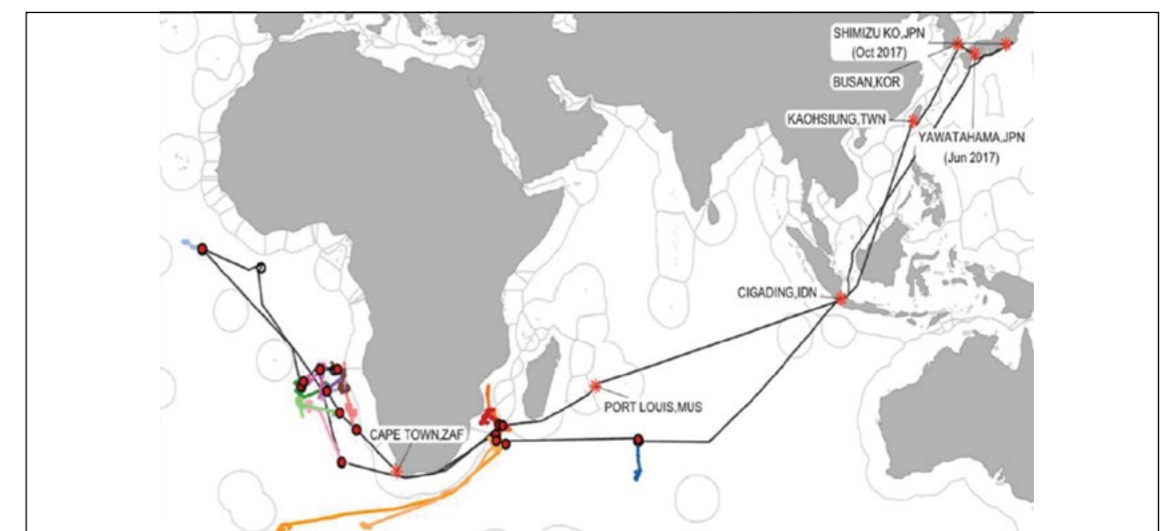 SHIMIZU KO,JPN
(Oct 2017)
BUSAN,KOR
KAOHSIUNG,TWN
YAWATAHAMA,JPN
(Jun 2017)
CIGADING,IDN
PORT LOUIS,MUS
CAPE TOWN,ZAF